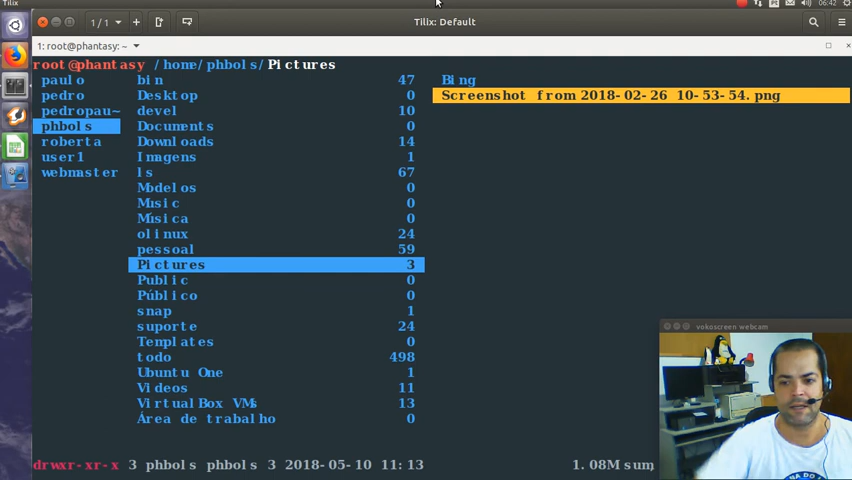 Tilix
06:42
1 / 1
Tilix: Default
1: root@phantasy: ~
root@phantasy /home/phbols/Pictures
paulo bin 47 Bing
pedro Desktop 0 Screenshot from 2018-02-26 10-53-54.png
pedropau~ devel 10
phbols Documents 0
roberta Downloads 14
user1 Imagens 1
webmaster ls 67
Modelos 0
Music 0
Música 0
olinux 24
pessoal 59
Pictures 3
Public 0
Público 0
snap 1
suporte 24
Templates 0
todo 498
Ubuntu One 1
Videos 11
VirtualBox VMs 13
Área de trabalho 0
vokoscreen webcam
drwxr-xr-x 3 phbols phbols 3 2018-05-10 11:13 1.08M sum,